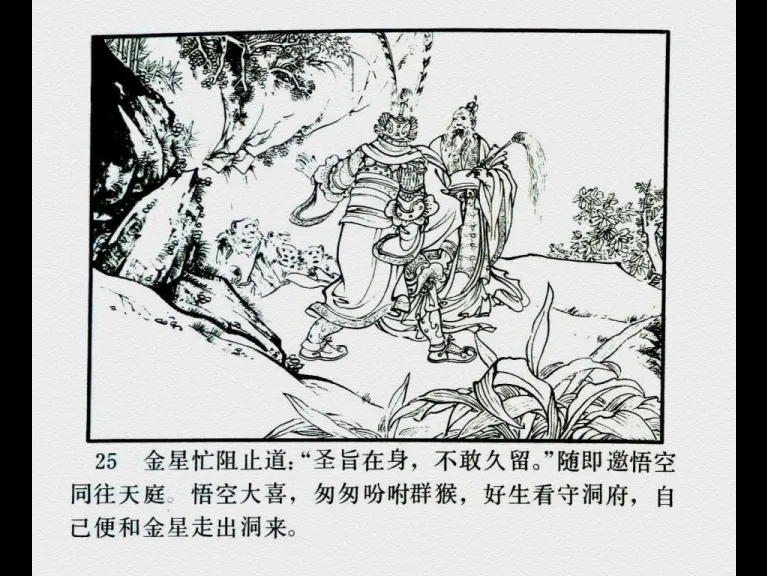 25 金星忙阻止道:“圣旨在身，不敢久留。”随即邀悟空
同往天庭。悟空大喜，匆匆吩咐群猴，好生看守洞府，自
己便和金星走出洞来。